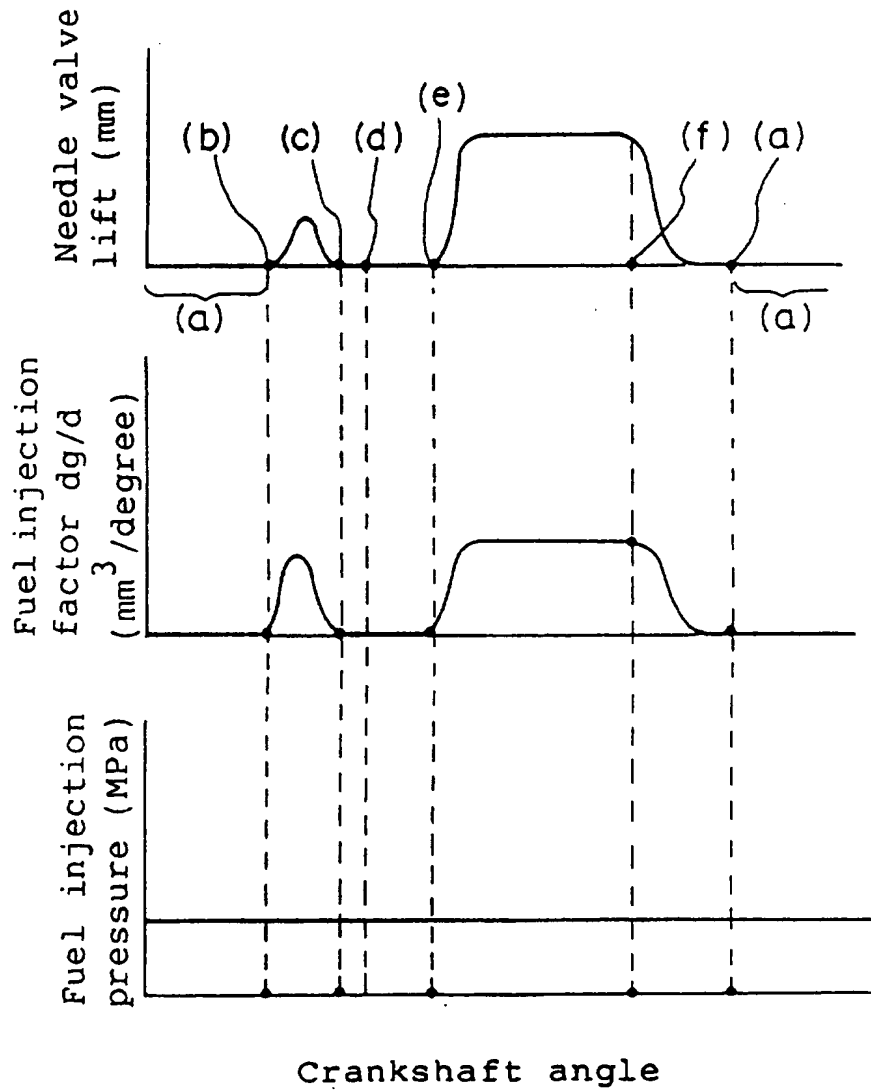 Needle valve
lift (mm)
(b)
(c)
(d)
(e)
(f)
(a)
(a)
(a)
Fuel injection
factor dg/d
(mm³/degree)
Fuel injection
pressure (MPa)
Crankshaft angle